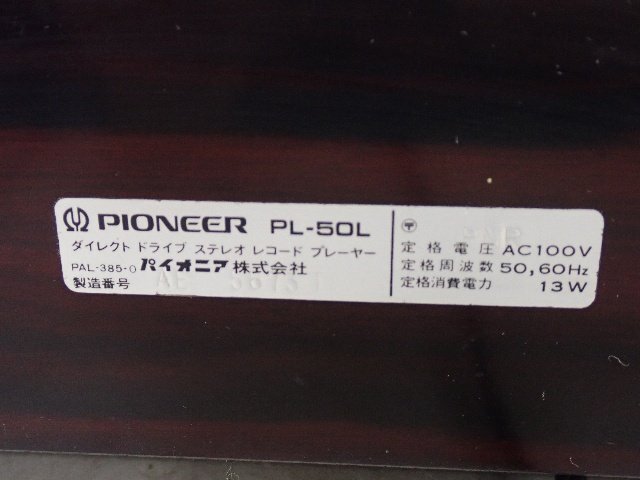 PIONEER PL-50L
ダイレクト ドライブ ステレオ レコード プレーヤー
PAL-385-0 パイオニア株式会社
製造番号
〒
定格電圧 AC100V
定格周波数 50,60Hz
定格消費電力 13W